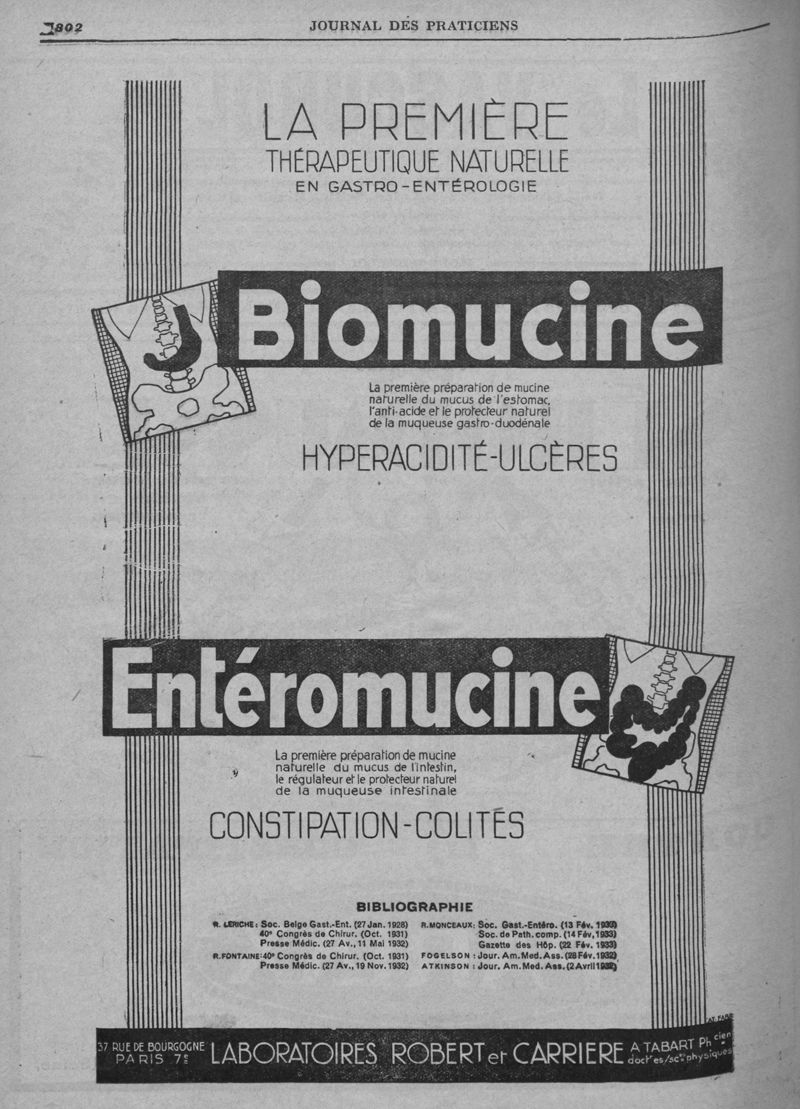 802
JOURNAL DES PRATICIENS
LA PREMIÈRE
THÉRAPEUTIQUE NATURELLE
EN GASTRO-ENTÉROLOGIE
Biomucine
La première préparation de mucine
naturelle du mucus de l'estomac,
l'anti-acide et le protecteur naturel
de la muqueuse gastro-duodénale
HYPERACIDITÉ-ULCÈRES
Entéromucine
La première préparation de mucine
naturelle du mucus de l'intestin,
le régulateur et le protecteur naturel
de la muqueuse intestinale
CONSTIPATION-COLITES
BIBLIOGRAPHIE
R. LERICHE: Soc. Belge Gast.-Ent. (27 Jan. 1928)
40e Congrès de Chirur. (Oct. 1931)
Presse Médic. (27 Av., 11 Mai 1932)
R. FONTAINE: 40e Congrès de Chirur. (Oct. 1931)
Presse Médic. (27 Av., 19 Nov. 1932)
R. MONCEAUX: Soc. Gast.-Entéro. (13 Fév. 1933)
Soc. de Path. comp. (14 Fév. 1933)
Gazette des Hôp. (22 Fév. 1933)
FOGELSON: Jour. Am. Med. Ass. (28 Fév. 1932)
ATKINSON: Jour. Am. Med. Ass. (2 Avril 1932)
37 RUE DE BOURGOGNE
PARIS 7e
LABORATOIRES ROBERT et CARRIERE
A TABART Phcien
doctr es/sces physiques